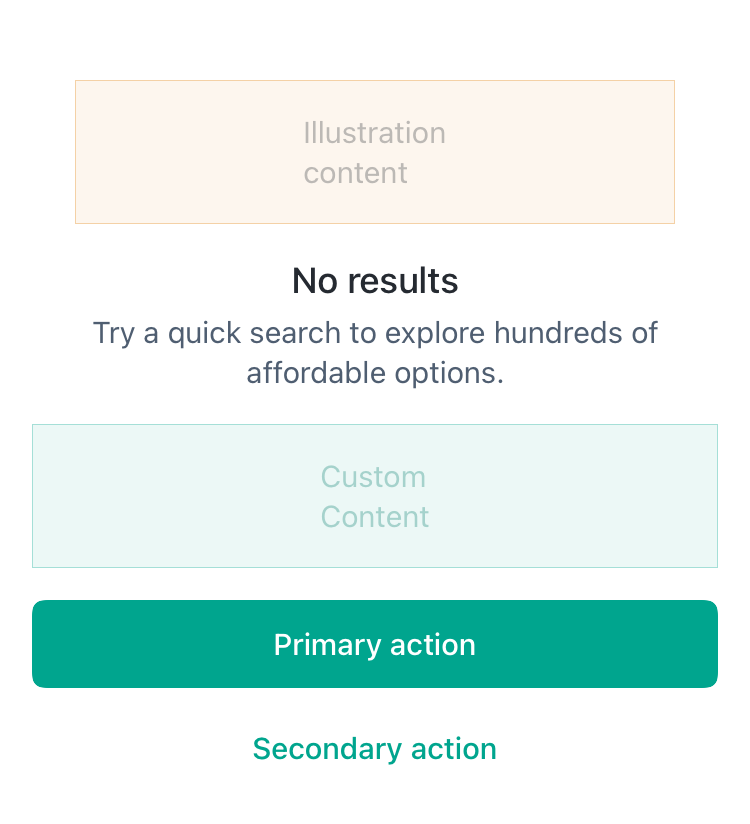 Illustration
content
No results
Try a quick search to explore hundreds of
affordable options.
Custom
Content
Primary action
Secondary action